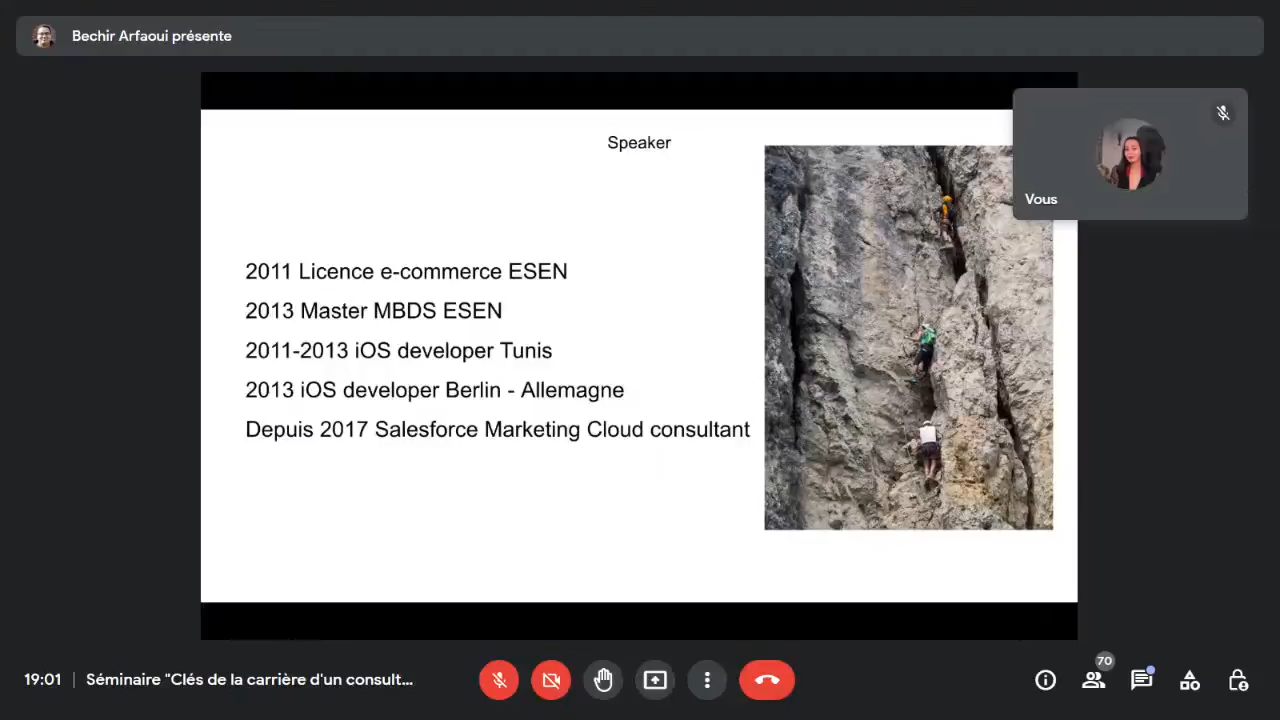 Bechir Arfaoui présente
Speaker
Vous
2011 Licence e-commerce ESEN
2013 Master MBDS ESEN
2011-2013 iOS developer Tunis
2013 iOS developer Berlin - Allemagne
Depuis 2017 Salesforce Marketing Cloud consultant
19:01 | Séminaire "Clés de la carrière d'un consult...
70